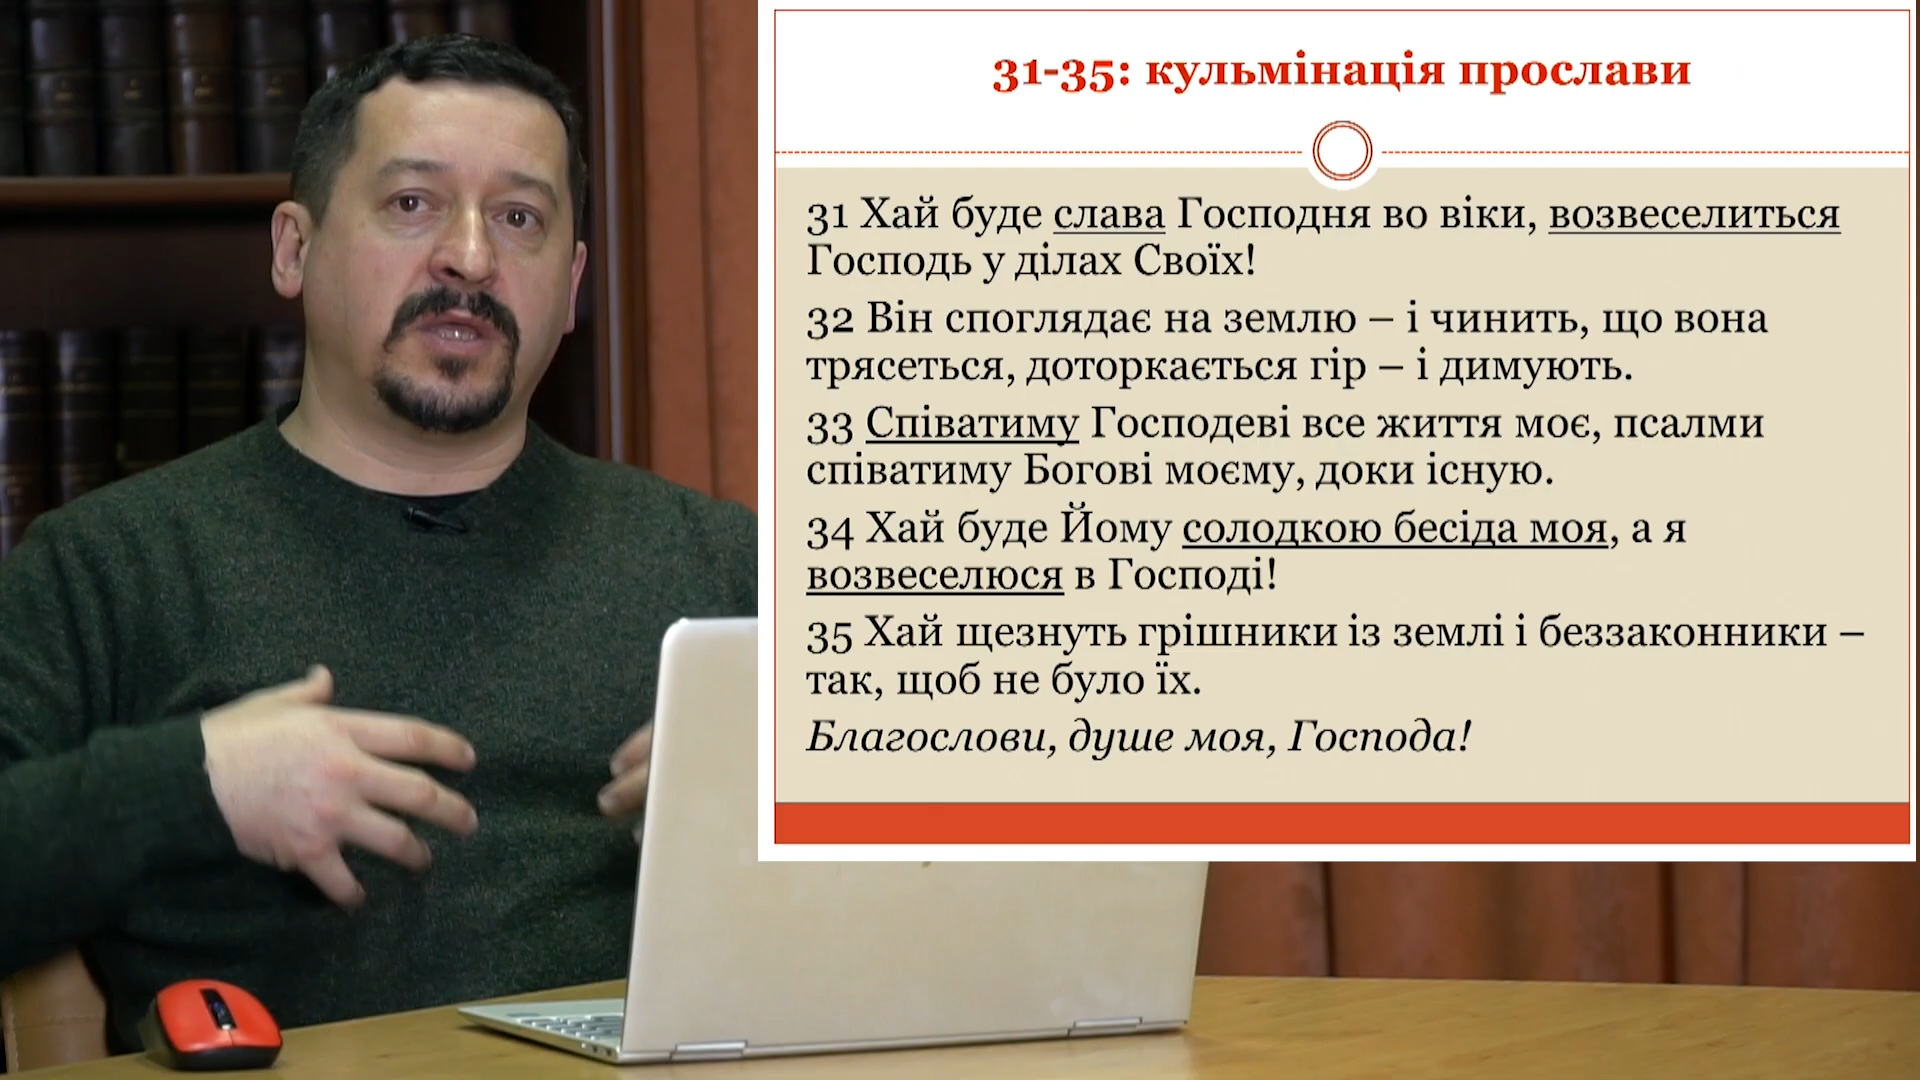 31-35: кульмінація прослави
31 Хай буде слава Господня во віки, возвеселиться
Господь у ділах Своїх!
32 Він споглядає на землю – і чинить, що вона
трясеться, доторкається гір – і димують.
33 Співатиму Господеві все життя моє, псалми
співатиму Богові моєму, доки існую.
34 Хай буде Йому солодкою бесіда моя, а я
возвеселюся в Господі!
35 Хай щезнуть грішники із землі і беззаконники –
так, щоб не було їх.
Благослови, душе моя, Господа!